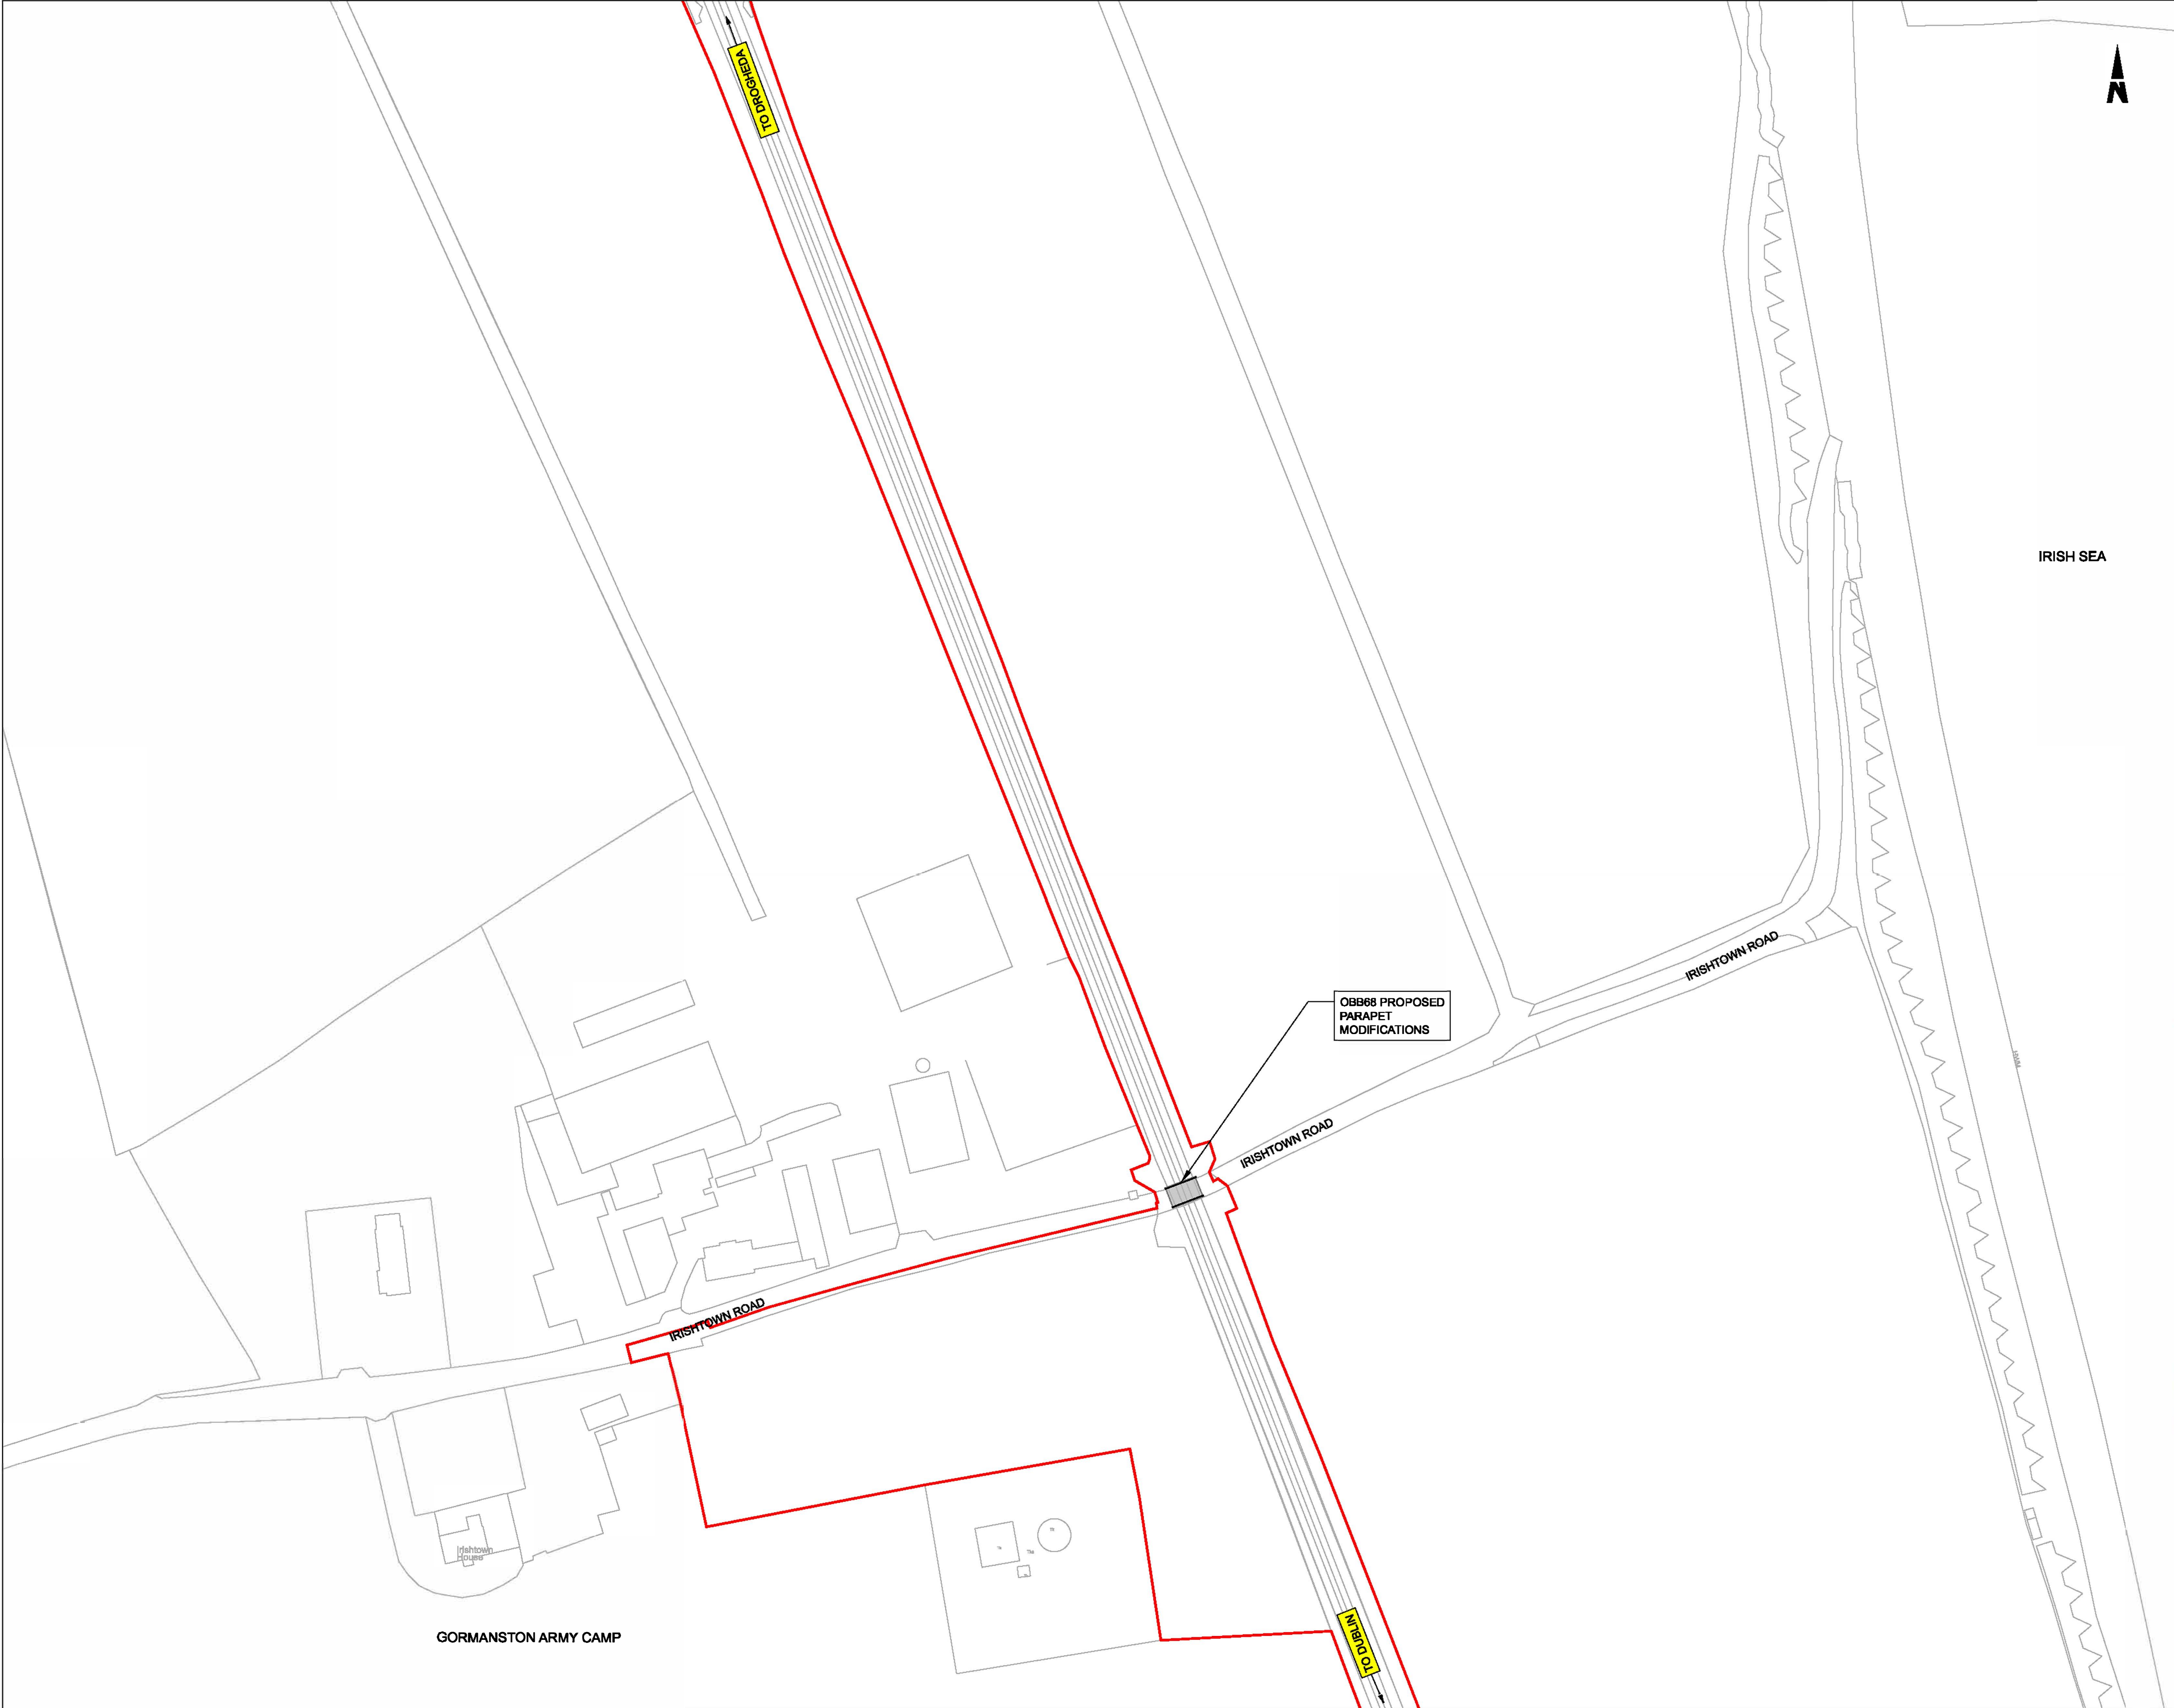 TO DROGHEDA
N
IRISH SEA
IRISHTOWN ROAD
OBB68 PROPOSED
PARAPET
MODIFICATIONS
IRISHTOWN ROAD
HWM
IRISHTOWN ROAD
Irishtown
House
GORMANSTON ARMY CAMP
TO DUBLIN